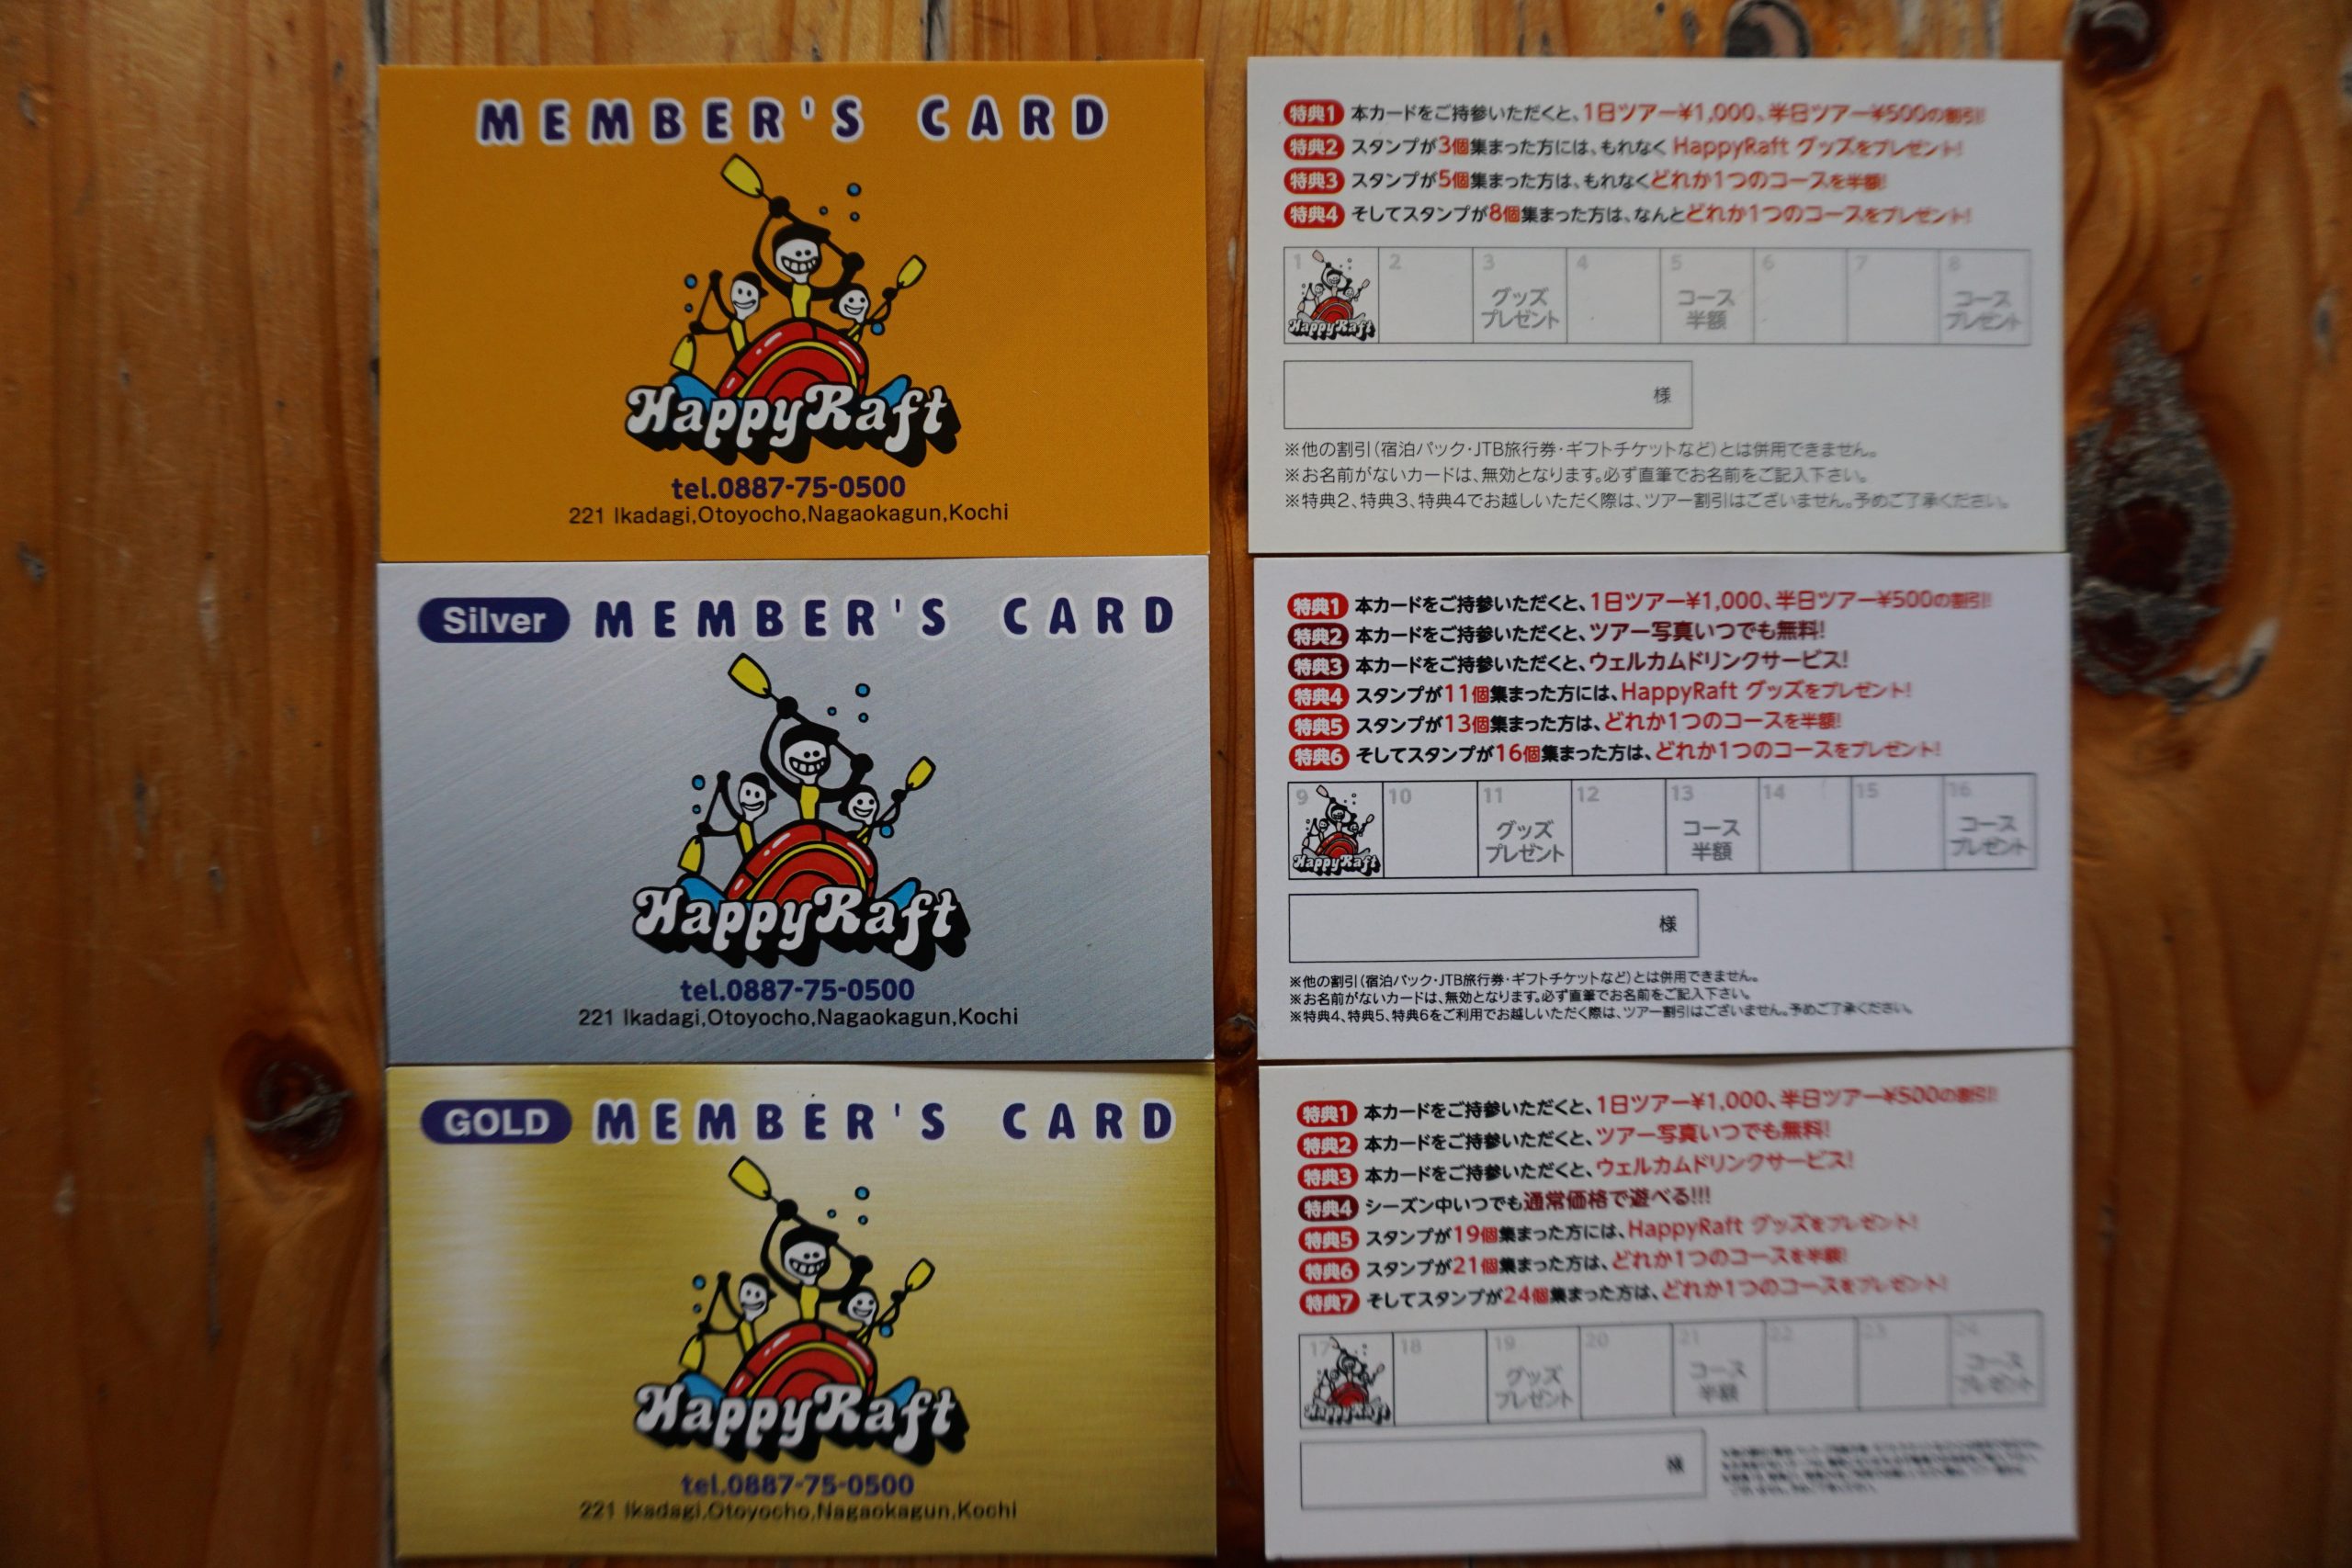 MEMBER'S CARD
HappyRaft
tel.0887-75-0500
221 Ikadagi,Otoyocho,Nagaokagun,Kochi
特典1 本カードをご持参いただくと、1日ツアー¥1,000、半日ツアー¥500の割引!
特典2 スタンプが3個集まった方には、もれなく HappyRaft グッズをプレゼント!
特典3 スタンプが5個集まった方は、もれなくどれか1つのコースを半額!
特典4 そしてスタンプが8個集まった方は、なんとどれか1つのコースをプレゼント!
1 2 3 4 5 6 7 8
HappyRaft グッズ コース コース
プレゼント 半額 プレゼント
様
※他の割引(宿泊パック・JTB旅行券・ギフトチケットなど)とは併用できません。
※お名前がないカードは、無効となります。必ず直筆でお名前をご記入下さい。
※特典2、特典3、特典4でお越しいただく際は、ツアー割引はございません。予めご了承ください。
Silver MEMBER'S CARD
HappyRaft
tel.0887-75-0500
221 Ikadagi,Otoyocho,Nagaokagun,Kochi
特典1 本カードをご持参いただくと、1日ツアー¥1,000、半日ツアー¥500の割引!
特典2 本カードをご持参いただくと、ツアー写真いつでも無料!
特典3 本カードをご持参いただくと、ウェルカムドリンクサービス!
特典4 スタンプが11個集まった方には、HappyRaft グッズをプレゼント!
特典5 スタンプが13個集まった方は、どれか1つのコースを半額!
特典6 そしてスタンプが16個集まった方は、どれか1つのコースをプレゼント!
9 10 11 12 13 14 15 16
HappyRaft グッズ コース コース
プレゼント 半額 プレゼント
様
※他の割引(宿泊パック・JTB旅行券・ギフトチケットなど)とは併用できません。
※お名前がないカードは、無効となります。必ず直筆でお名前をご記入下さい。
※特典4、特典5、特典6をご利用でお越しいただく際は、ツアー割引はございません。予めご了承ください。
GOLD MEMBER'S CARD
HappyRaft
tel.0887-75-0500
221 Ikadagi,Otoyocho,Nagaokagun,Kochi
特典1 本カードをご持参いただくと、1日ツアー¥1,000、半日ツアー¥500の割引!
特典2 本カードをご持参いただくと、ツアー写真いつでも無料!
特典3 本カードをご持参いただくと、ウェルカムドリンクサービス!
特典4 シーズン中いつでも通常価格で遊べる!!!
特典5 スタンプが19個集まった方には、HappyRaft グッズをプレゼント!
特典6 スタンプが21個集まった方は、どれか1つのコースを半額!
特典7 そしてスタンプが24個集まった方は、どれか1つのコースをプレゼント!
17 18 19 20 21 22 23 24
HappyRaft グッズ コース コース
プレゼント 半額 プレゼント
様